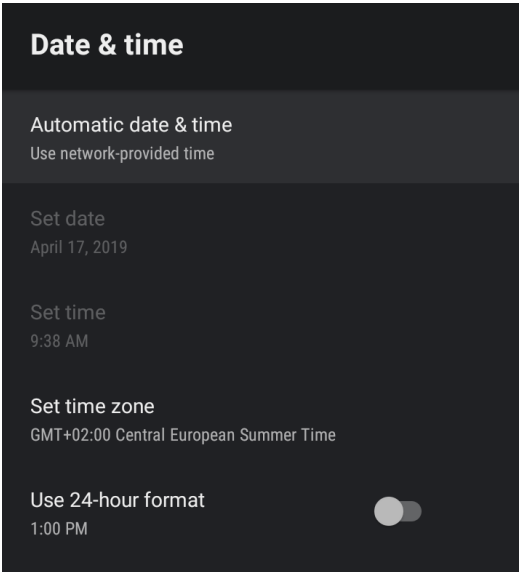 Date & time
Automatic date & time
Use network-provided time
Set date
April 17, 2019
Set time
9:38 AM
Set time zone
GMT+02:00 Central European Summer Time
Use 24-hour format
1:00 PM